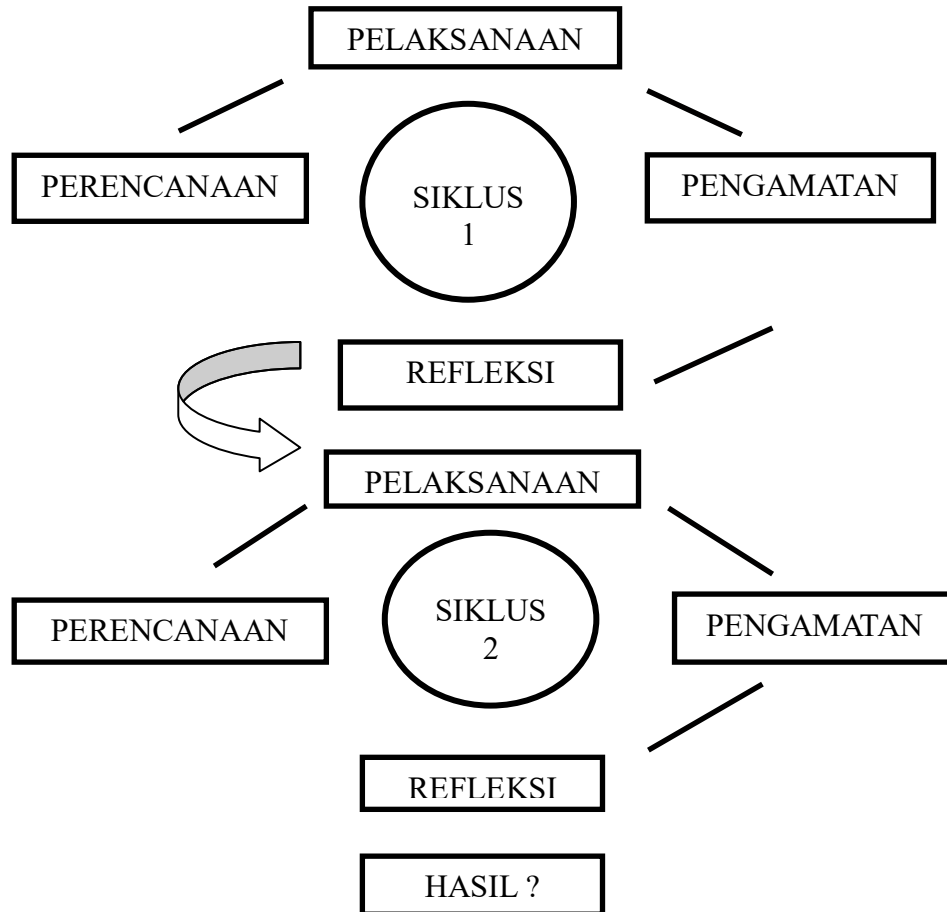 PELAKSANAAN
PERENCANAAN
SIKLUS
1
PENGAMATAN
REFLEKSI
PELAKSANAAN
PERENCANAAN
SIKLUS
2
PENGAMATAN
REFLEKSI
HASIL ?